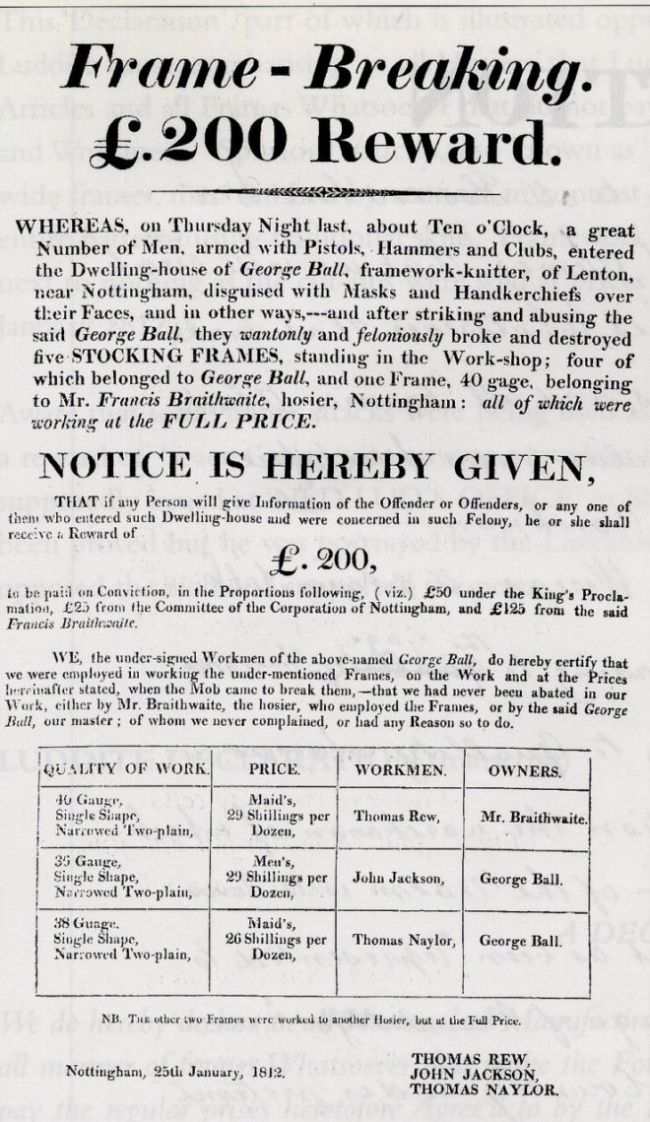 Frame - Breaking.
£.200 Reward.
WHEREAS, on Thursday Night last, about Ten o'Clock, a great
Number of Men, armed with Pistols, Hammers and Clubs, entered
the Dwelling-house of George Ball, framework-knitter, of Lenton,
near Nottingham, disguised with Masks and Handkerchiefs over
their Faces, and in other ways,---and after striking and abusing the
said George Ball, they wantonly and feloniously broke and destroyed
five STOCKING FRAMES, standing in the Work-shop; four of
which belonged to George Ball, and one Frame, 40 gage, belonging
to Mr. Francis Braithwaite, hosier, Nottingham: all of which were
working at the FULL PRICE.
NOTICE IS HEREBY GIVEN,
THAT if any Person will give Information of the Offender or Offenders, or any one of
them who entered such Dwelling-house and were concerned in such Felony, he or she shall
receive a Reward of
£. 200,
to be paid on Conviction, in the Proportions following, (viz.) £50 under the King's Procla-
mation, £25 from the Committee of the Corporation of Nottingham, and £125 from the said
Francis Braithwaite.
WE, the under-signed Workmen of the above-named George Ball, do hereby certify that
we were employed in working the under-mentioned Frames, on the Work and at the Prices
hereinafter stated, when the Mob came to break them,—that we had never been abated in our
Work, either by Mr. Braithwaite, the hosier, who employed the Frames, or by the said George
Ball, our master; of whom we never complained, or had any Reason so to do.
QUALITY OF WORK. PRICE. WORKMEN. OWNERS.
40 Gauge, Maid's,
Single Shape, 29 Shillings per Thomas Rew, Mr. Braithwaite.
Narrowed Two-plain, Dozen,
Gauge, Men's,
Single Shape, 29 Shillings per John Jackson, George Ball.
Narrowed Two-plain, Dozen,
38 Guage. Maid's,
Single Shape, 26 Shillings per Thomas Naylor, George Ball.
Narrowed Two-plain, Dozen,
NB. The other two Frames were worked to another Hosier, but at the Full Price.
Nottingham, 25th January, 1812.
THOMAS REW,
JOHN JACKSON,
THOMAS NAYLOR.